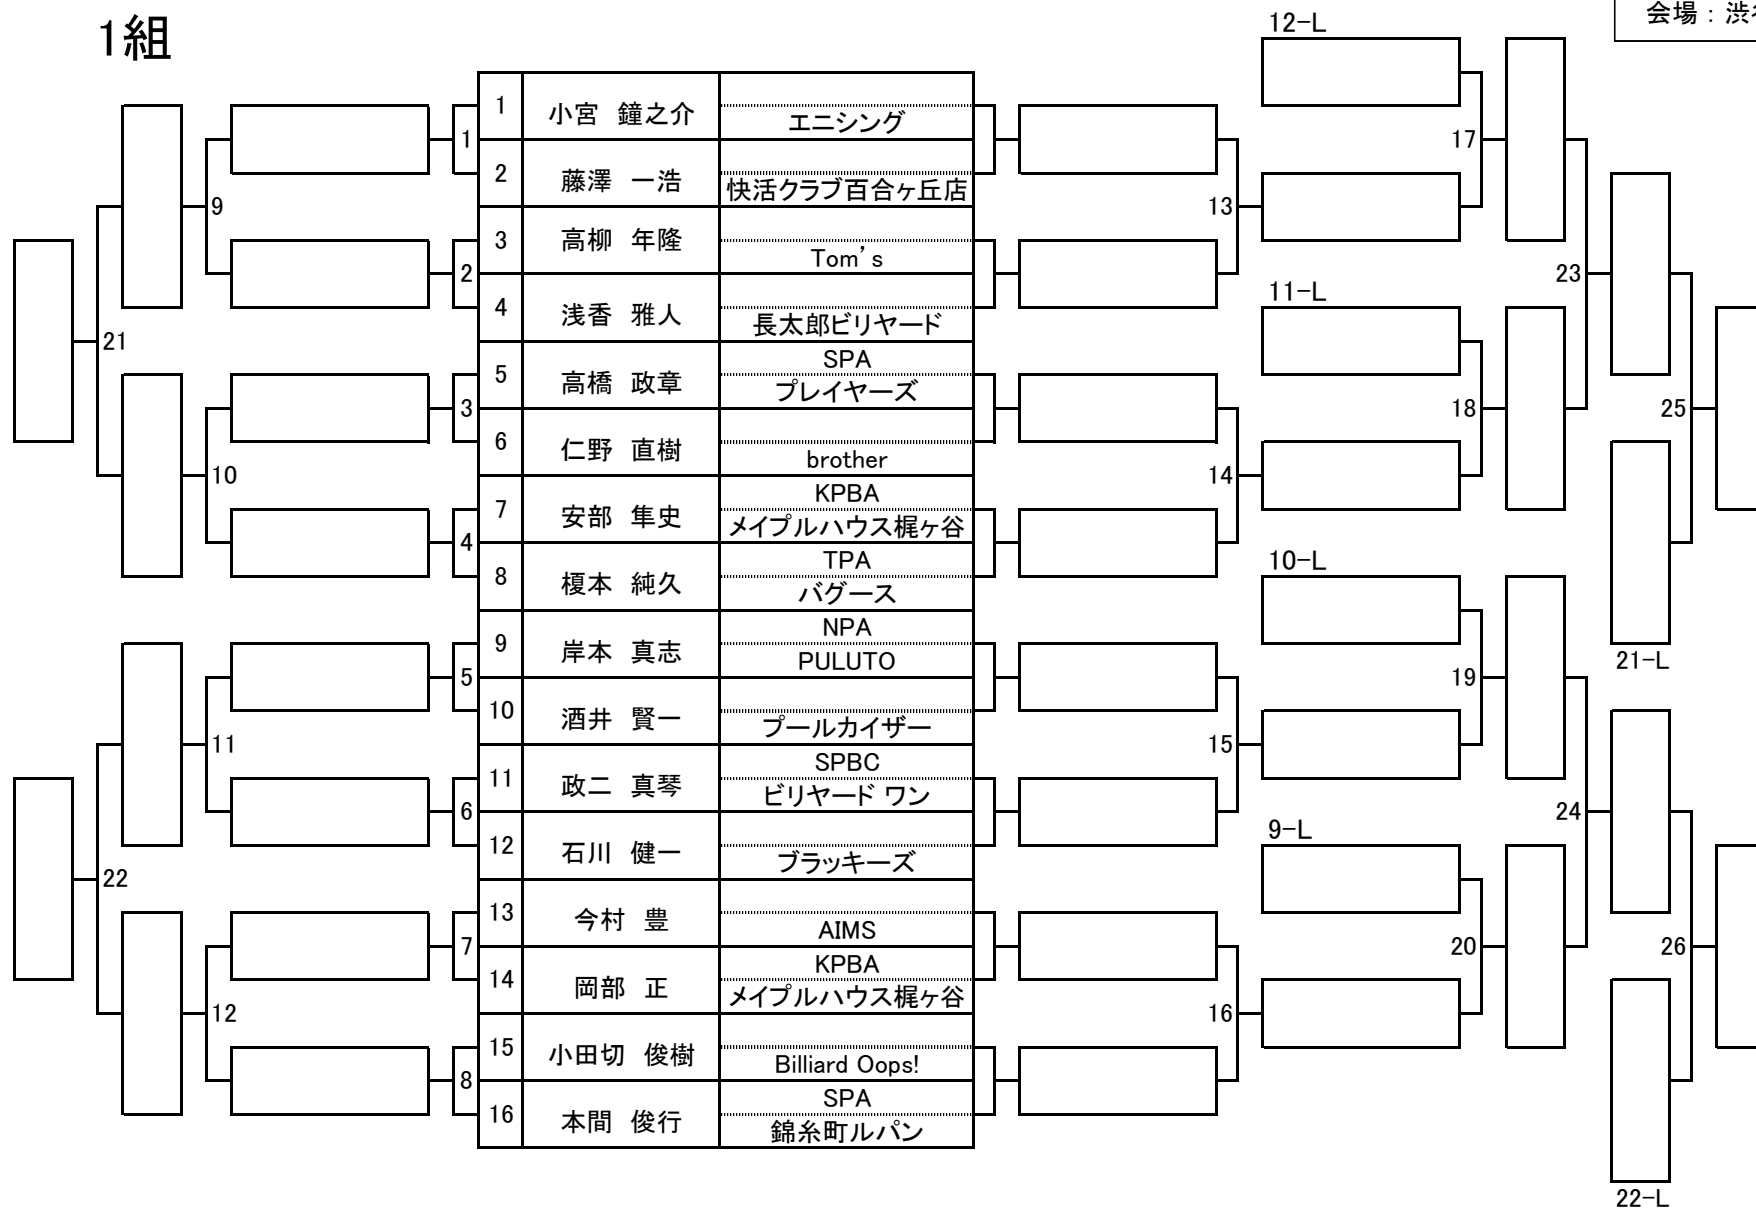 1組
会場：渋
1 小宮 鐘之介 エニシング
2 藤澤 一浩 快活クラブ百合ヶ丘店
3 高柳 年隆 Tom’s
4 浅香 雅人 長太郎ビリヤード
5 高橋 政章 SPA
プレイヤーズ
6 仁野 直樹 brother
7 安部 隼史 KPBA
メイプルハウス梶ヶ谷
8 榎本 純久 TPA
バグース
9 岸本 真志 NPA
PULUTO
10 酒井 賢一 プールカイザー
11 政二 真琴 SPBC
ビリヤード ワン
12 石川 健一 ブラッキーズ
13 今村 豊 AIMS
14 岡部 正 KPBA
メイプルハウス梶ヶ谷
15 小田切 俊樹 Billiard Oops!
16 本間 俊行 SPA
錦糸町ルパン
1
2
3
4
5
6
7
8
9
10
11
12
21
22
13
14
15
16
12-L
17
11-L
18
10-L
19
9-L
20
23
24
21-L
25
26
22-L